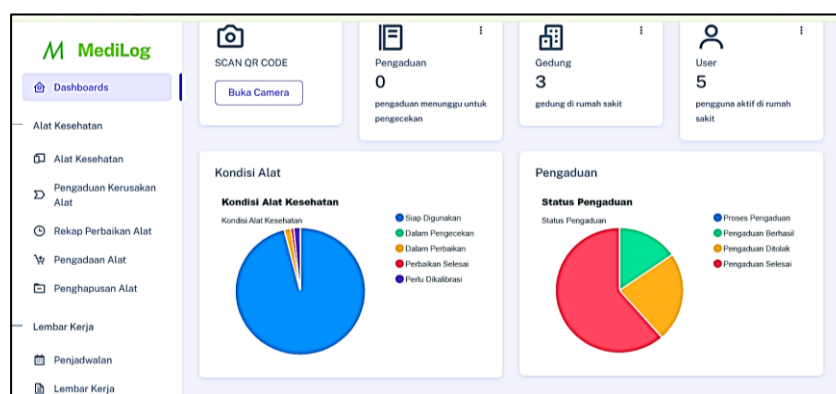 MediLog
Dashboards
Alat Kesehatan
Alat Kesehatan
Pengaduan Kerusakan
Alat
Rekap Perbaikan Alat
Pengadaan Alat
Penghapusan Alat
Lembar Kerja
Penjadwalan
Lembar Kerja
SCAN QR CODE
Buka Camera
Pengaduan
0
pengaduan menunggu untuk
pengecekan
Gedung
3
gedung di rumah sakit
User
5
pengguna aktif di rumah
sakit
Kondisi Alat
Kondisi Alat Kesehatan
Kondisi Alat Kesehatan
Siap Digunakan
Dalam Pengecekan
Dalam Perbaikan
Perbaikan Selesai
Perlu Dikalibrasi
Pengaduan
Status Pengaduan
Status Pengaduan
Proses Pengaduan
Pengaduan Berhasil
Pengaduan Ditolak
Pengaduan Selesai